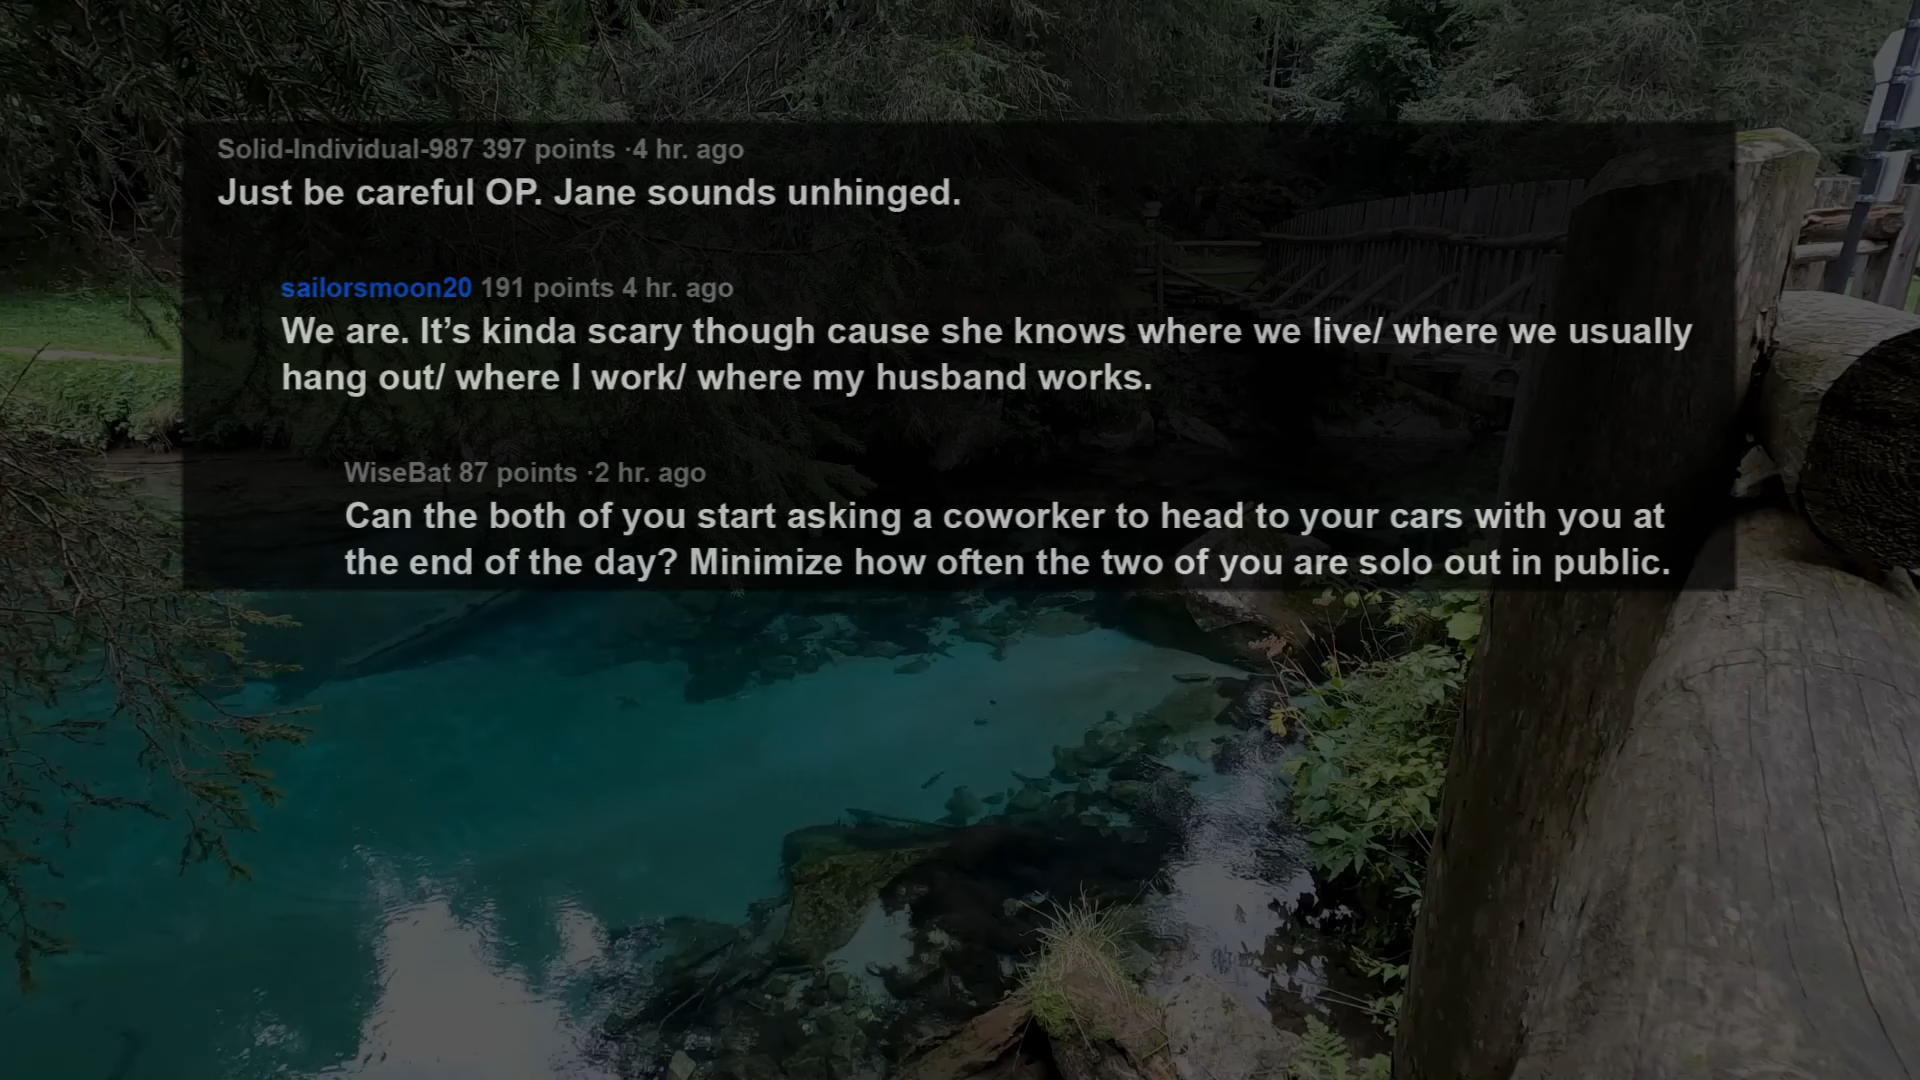 Solid-Individual-987 397 points ·4 hr. ago
Just be careful OP. Jane sounds unhinged.
sailorsmoon20 191 points 4 hr. ago
We are. It’s kinda scary though cause she knows where we live/ where we usually
hang out/ where I work/ where my husband works.
WiseBat 87 points ·2 hr. ago
Can the both of you start asking a coworker to head to your cars with you at
the end of the day? Minimize how often the two of you are solo out in public.